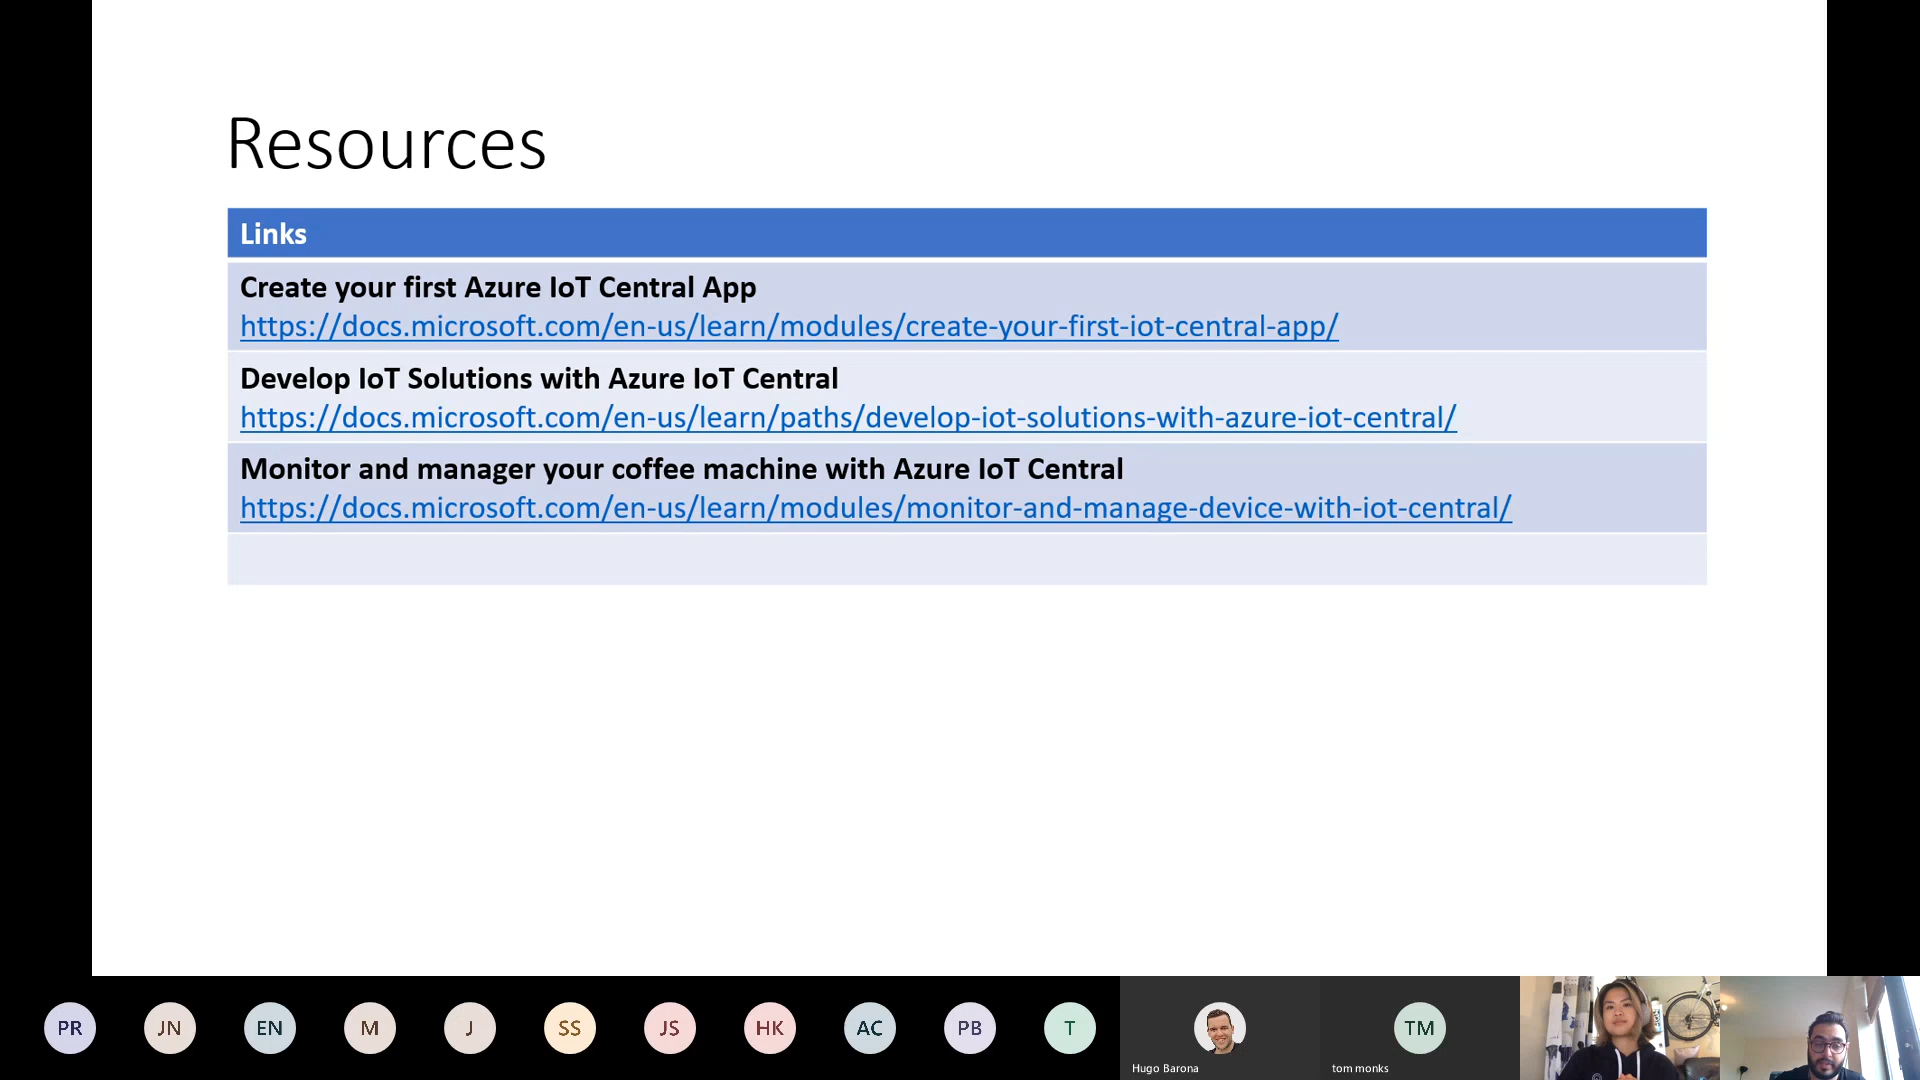 Resources
Links
Create your first Azure IoT Central App
https://docs.microsoft.com/en-us/learn/modules/create-your-first-iot-central-app/
Develop IoT Solutions with Azure IoT Central
https://docs.microsoft.com/en-us/learn/paths/develop-iot-solutions-with-azure-iot-central/
Monitor and manager your coffee machine with Azure IoT Central
https://docs.microsoft.com/en-us/learn/modules/monitor-and-manage-device-with-iot-central/
PR JN EN M J SS JS HK AC PB T TM
Hugo Barona tom monks